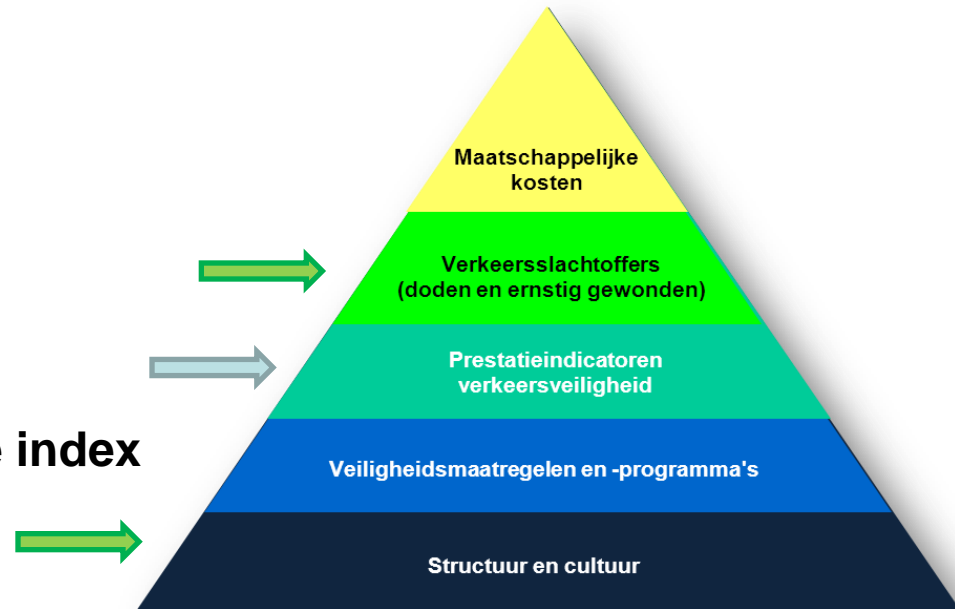 Maatschappelijke
kosten
Verkeersslachtoffers
(doden en ernstig gewonden)
Prestatieindicatoren
verkeersveiligheid
e index
Veiligheidsmaatregelen en -programma's
Structuur en cultuur